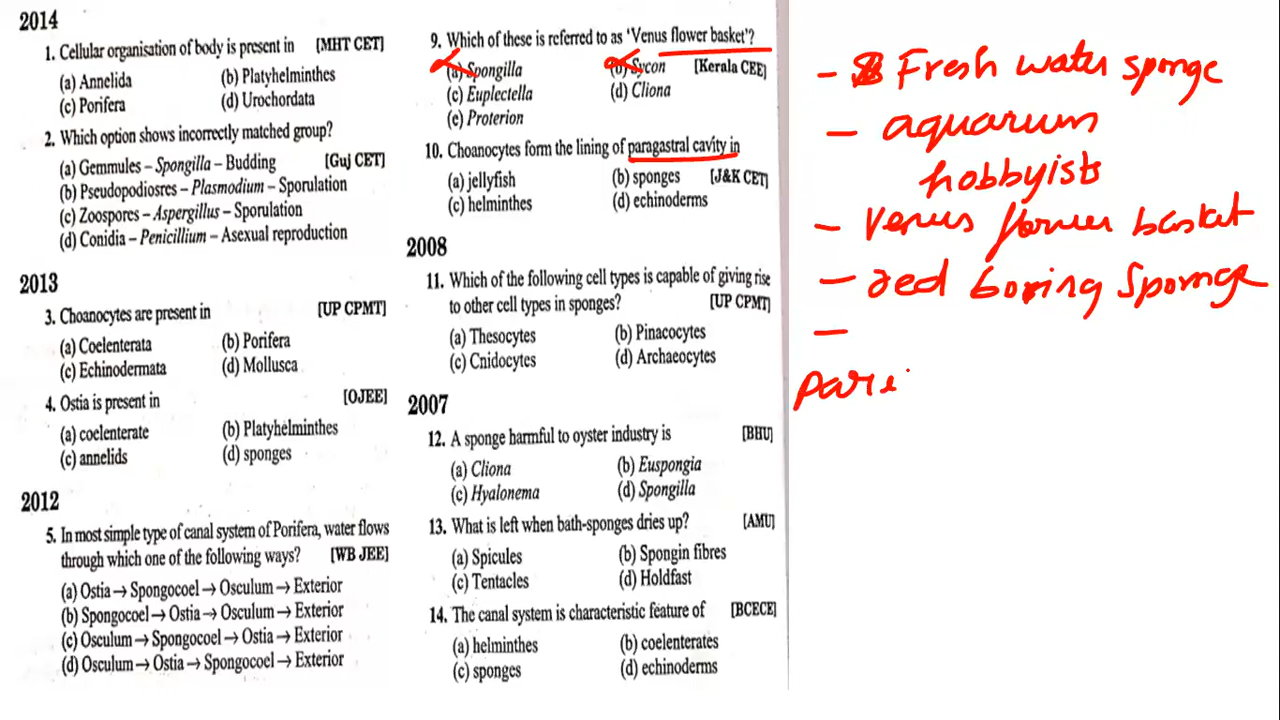 2014
1. Cellular organisation of body is present in [MHT CET]
(a) Annelida (b) Platyhelminthes
(c) Porifera (d) Urochordata
2. Which option shows incorrectly matched group?
(a) Gemmules – Spongilla – Budding [Guj CET]
(b) Pseudopodiosres – Plasmodium – Sporulation
(c) Zoospores – Aspergillus – Sporulation
(d) Conidia – Penicillium – Asexual reproduction
2013
3. Choanocytes are present in [UP CPMT]
(a) Coelenterata (b) Porifera
(c) Echinodermata (d) Mollusca
4. Ostia is present in [OJEE]
(a) coelenterate (b) Platyhelminthes
(c) annelids (d) sponges
2012
5. In most simple type of canal system of Porifera, water flows
through which one of the following ways? [WB JEE]
(a) Ostia → Spongocoel → Osculum → Exterior
(b) Spongocoel → Ostia → Osculum → Exterior
(c) Osculum → Spongocoel → Ostia → Exterior
(d) Osculum → Ostia → Spongocoel → Exterior
9. Which of these is referred to as 'Venus flower basket'?
(a) Spongilla (b) Sycon [Kerala CEE]
(c) Euplectella (d) Cliona
(e) Proterion
10. Choanocytes form the lining of paragastral cavity in
(a) jellyfish (b) sponges [J&K CET]
(c) helminthes (d) echinoderms
2008
11. Which of the following cell types is capable of giving rise
to other cell types in sponges? [UP CPMT]
(a) Thesocytes (b) Pinacocytes
(c) Cnidocytes (d) Archaeocytes
2007
12. A sponge harmful to oyster industry is [BHU]
(a) Cliona (b) Euspongia
(c) Hyalonema (d) Spongilla
13. What is left when bath-sponges dries up? [AMU]
(a) Spicules (b) Spongin fibres
(c) Tentacles (d) Holdfast
14. The canal system is characteristic feature of [BCECE]
(a) helminthes (b) coelenterates
(c) sponges (d) echinoderms
– Fresh water sponge
– aquarum
hobbyists
– Venus flower basket
– red boring sponge
–
pare